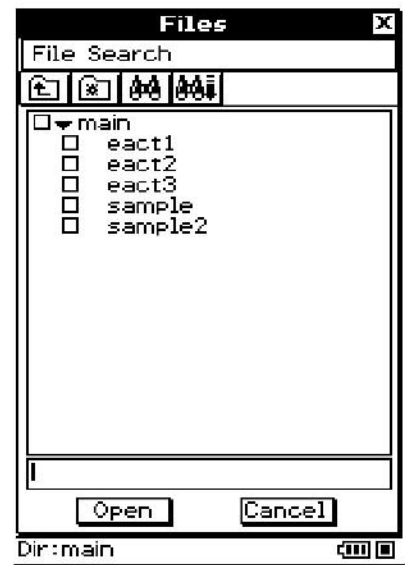 Files
File Search
main
eact1
eact2
eact3
sample
sample2
Open Cancel
Dir:main